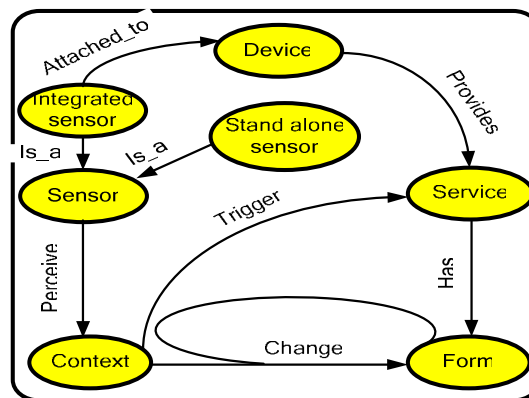 Attached_to
Device
Integrated
sensor
Provides
Stand alone
sensor
Is_a
Is_a
Sensor
Service
Trigger
Perceive
Has
Context
Change
Form